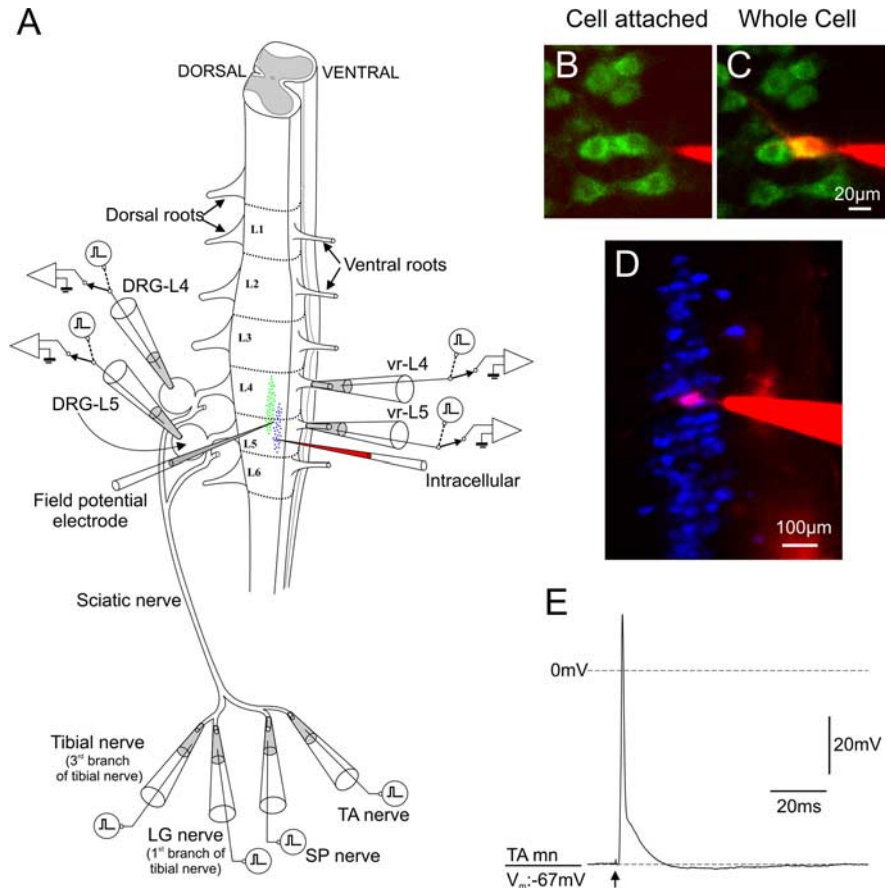 A
DORSAL
VENTRAL
Dorsal roots
L1
Ventral roots
L2
DRG-L4
L3
vr-L4
L4
DRG-L5
vr-L5
L5
L6
Intracellular
Field potential
electrode
Sciatic nerve
Tibial nerve
(3rd branch
of tibial nerve)
TA nerve
LG nerve
(1st branch of
tibial nerve)
SP nerve
Cell attached
Whole Cell
B
C
20µm
D
100µm
E
0mV
20mV
20ms
TA mn
Vm:-67mV